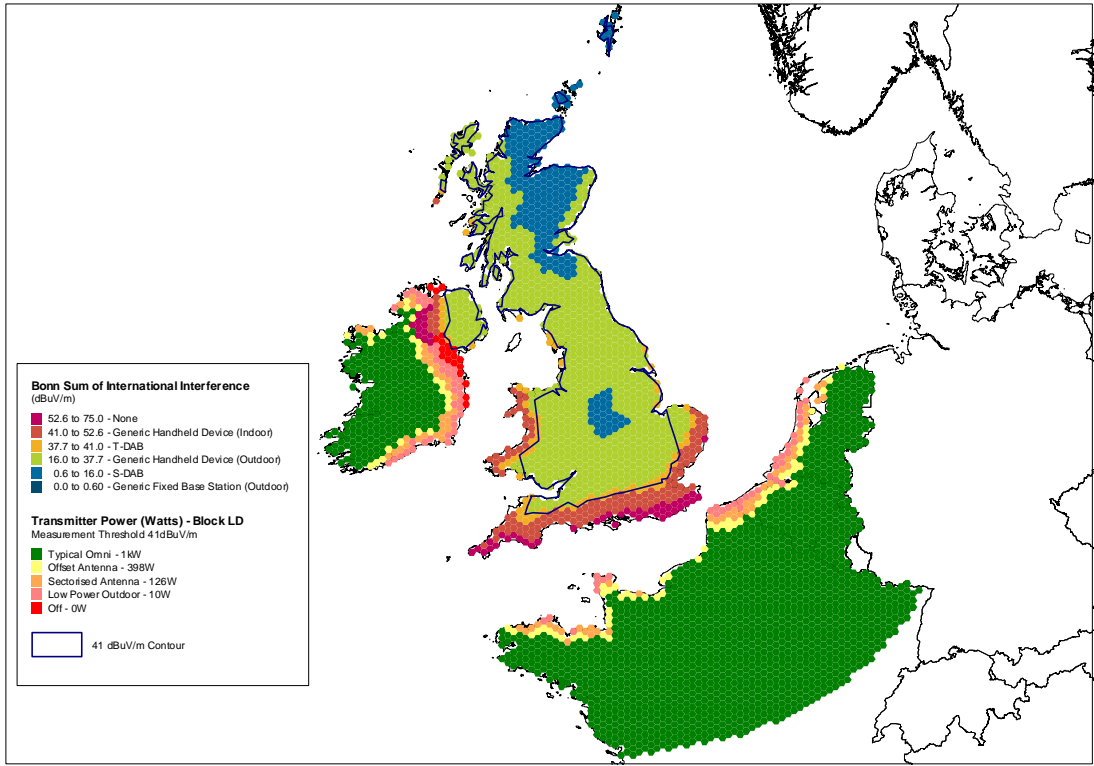 Bonn Sum of International Interference
(dBuV/m)
52.6 to 75.0 - None
41.0 to 52.6 - Generic Handheld Device (Indoor)
37.7 to 41.0 - T-DAB
16.0 to 37.7 - Generic Handheld Device (Outdoor)
0.6 to 16.0 - S-DAB
0.0 to 0.60 - Generic Fixed Base Station (Outdoor)
Transmitter Power (Watts) - Block LD
Measurement Threshold 41dBuV/m
Typical Omni - 1kW
Offset Antenna - 398W
Sectorised Antenna - 126W
Low Power Outdoor - 10W
Off - 0W
41 dBuV/m Contour